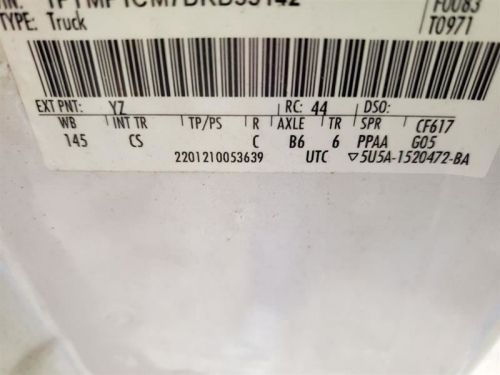 TYPE: Truck
F0083
T0971
EXT PNT: YZ RC: 44 DSO:
WB INT TR TP/PS R AXLE TR SPR CF617
145 CS C B6 6 PPAA G05
2201210053639 UTC ▽5U5A-1520472-BA